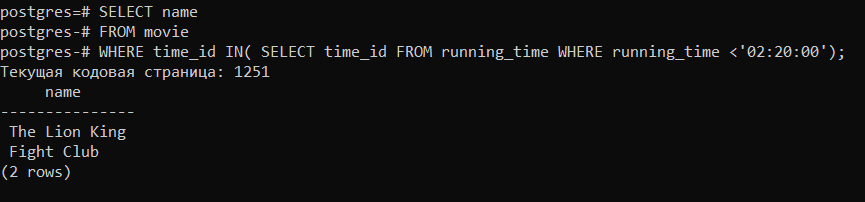 postgres=# SELECT name
postgres-# FROM movie
postgres-# WHERE time_id IN( SELECT time_id FROM running_time WHERE running_time <'02:20:00');
Текущая кодовая страница: 1251
     name
---------------
 The Lion King
 Fight Club
(2 rows)